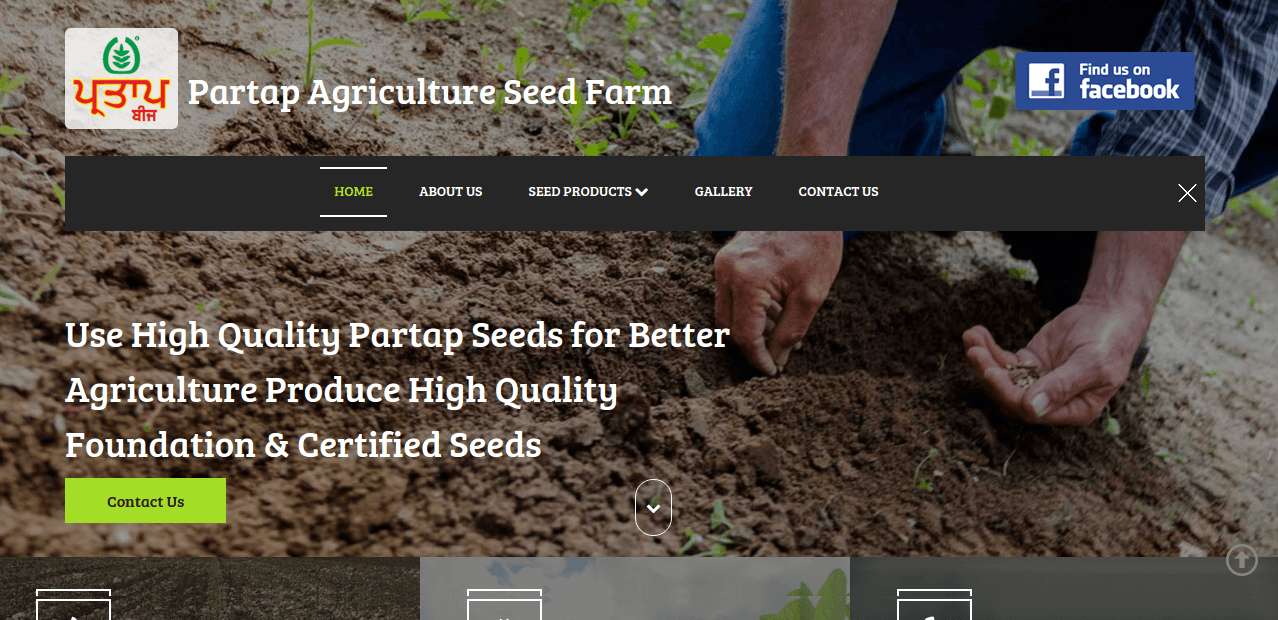 ਪ੍ਰਤਾਪ
ਬੀਜ
Partap Agriculture Seed Farm
Find us on
facebook
HOME
ABOUT US
SEED PRODUCTS
GALLERY
CONTACT US
Use High Quality Partap Seeds for Better
Agriculture Produce High Quality
Foundation & Certified Seeds
Contact Us